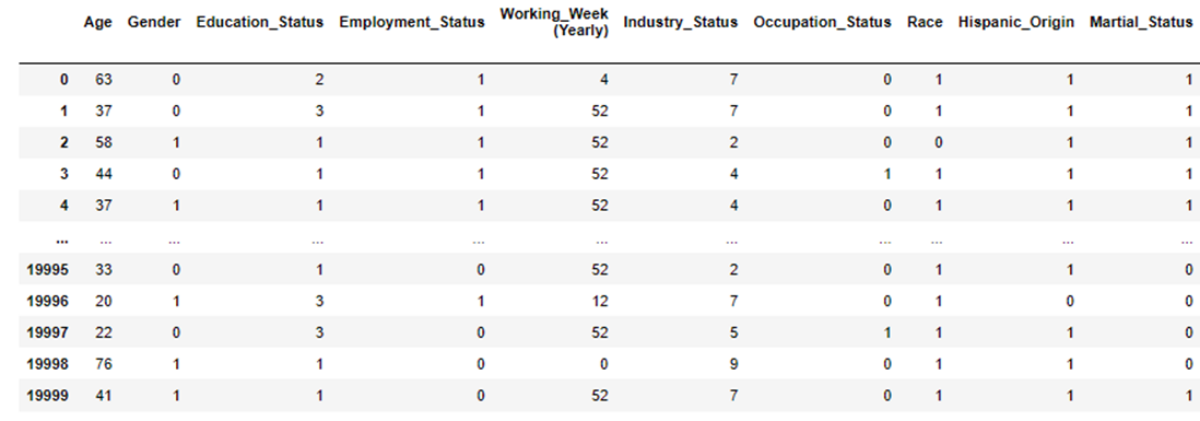 Age Gender Education_Status Employment_Status Working_Week (Yearly) Industry_Status Occupation_Status Race Hispanic_Origin Martial_Status
0 63 0 2 1 4 7 0 1 1 1
1 37 0 3 1 52 7 0 1 1 1
2 58 1 1 1 52 2 0 0 1 1
3 44 0 1 1 52 4 1 1 1 1
4 37 1 1 1 52 4 0 1 1 1
... ... ... ... ... ... ... ... ... ... ...
19995 33 0 1 0 52 2 0 1 1 0
19996 20 1 3 1 12 7 0 1 0 0
19997 22 0 3 0 52 5 1 1 1 0
19998 76 1 1 0 0 9 0 1 1 0
19999 41 1 1 0 52 7 0 1 1 1